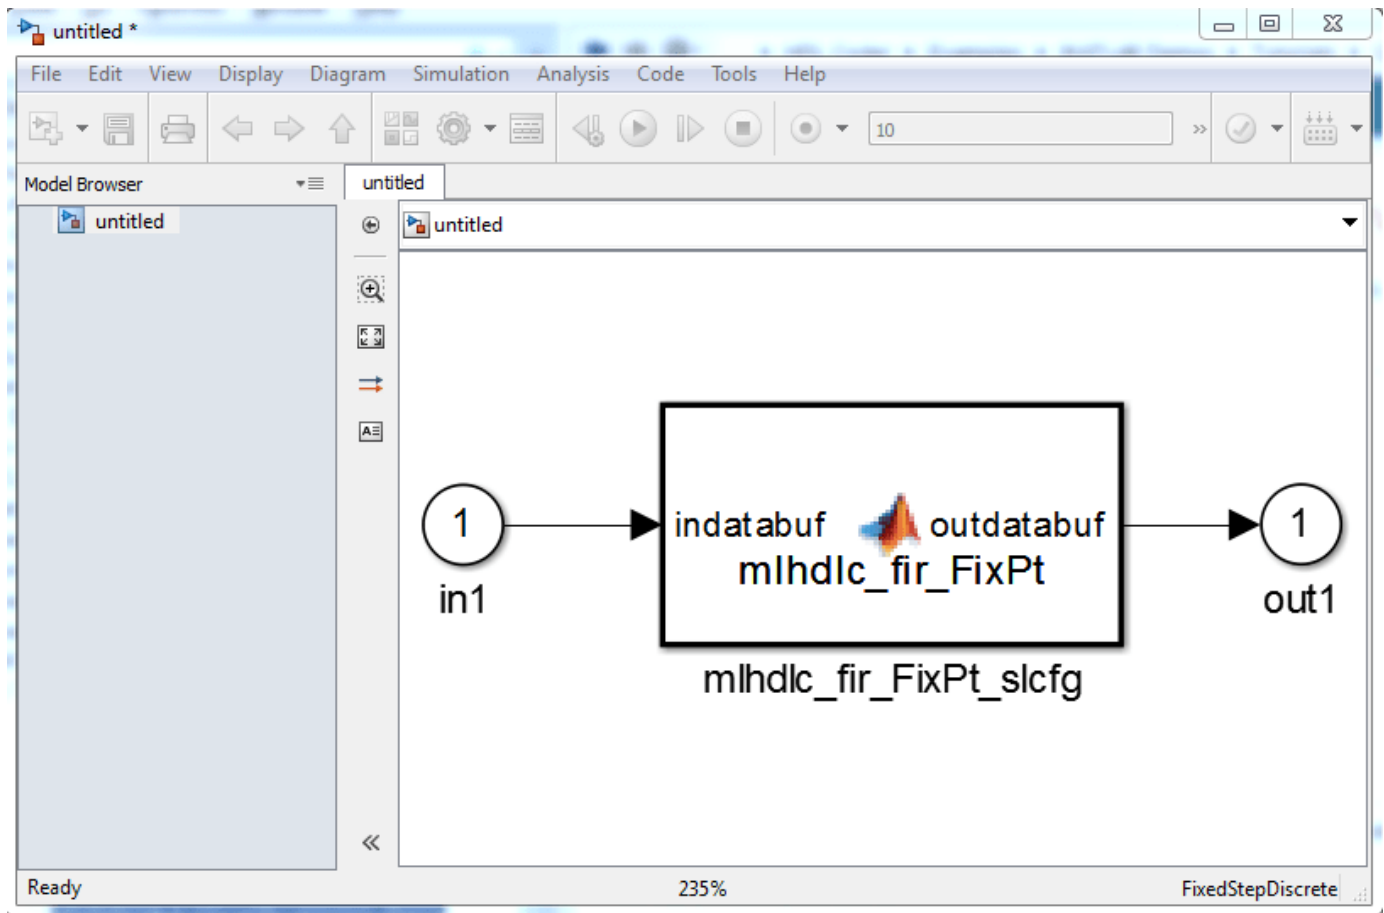 untitled *
File Edit View Display Diagram Simulation Analysis Code Tools Help
10
Model Browser
untitled
untitled
untitled
1
indatabuf outdatabuf
1
mlhdlc_fir_FixPt
in1
out1
mlhdlc_fir_FixPt_slcfg
Ready
235%
FixedStepDiscrete